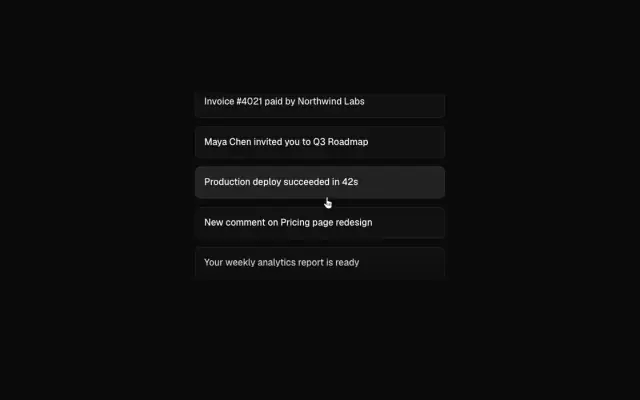 Invoice #4021 paid by Northwind Labs
Maya Chen invited you to Q3 Roadmap
Production deploy succeeded in 42s
New comment on Pricing page redesign
Your weekly analytics report is ready